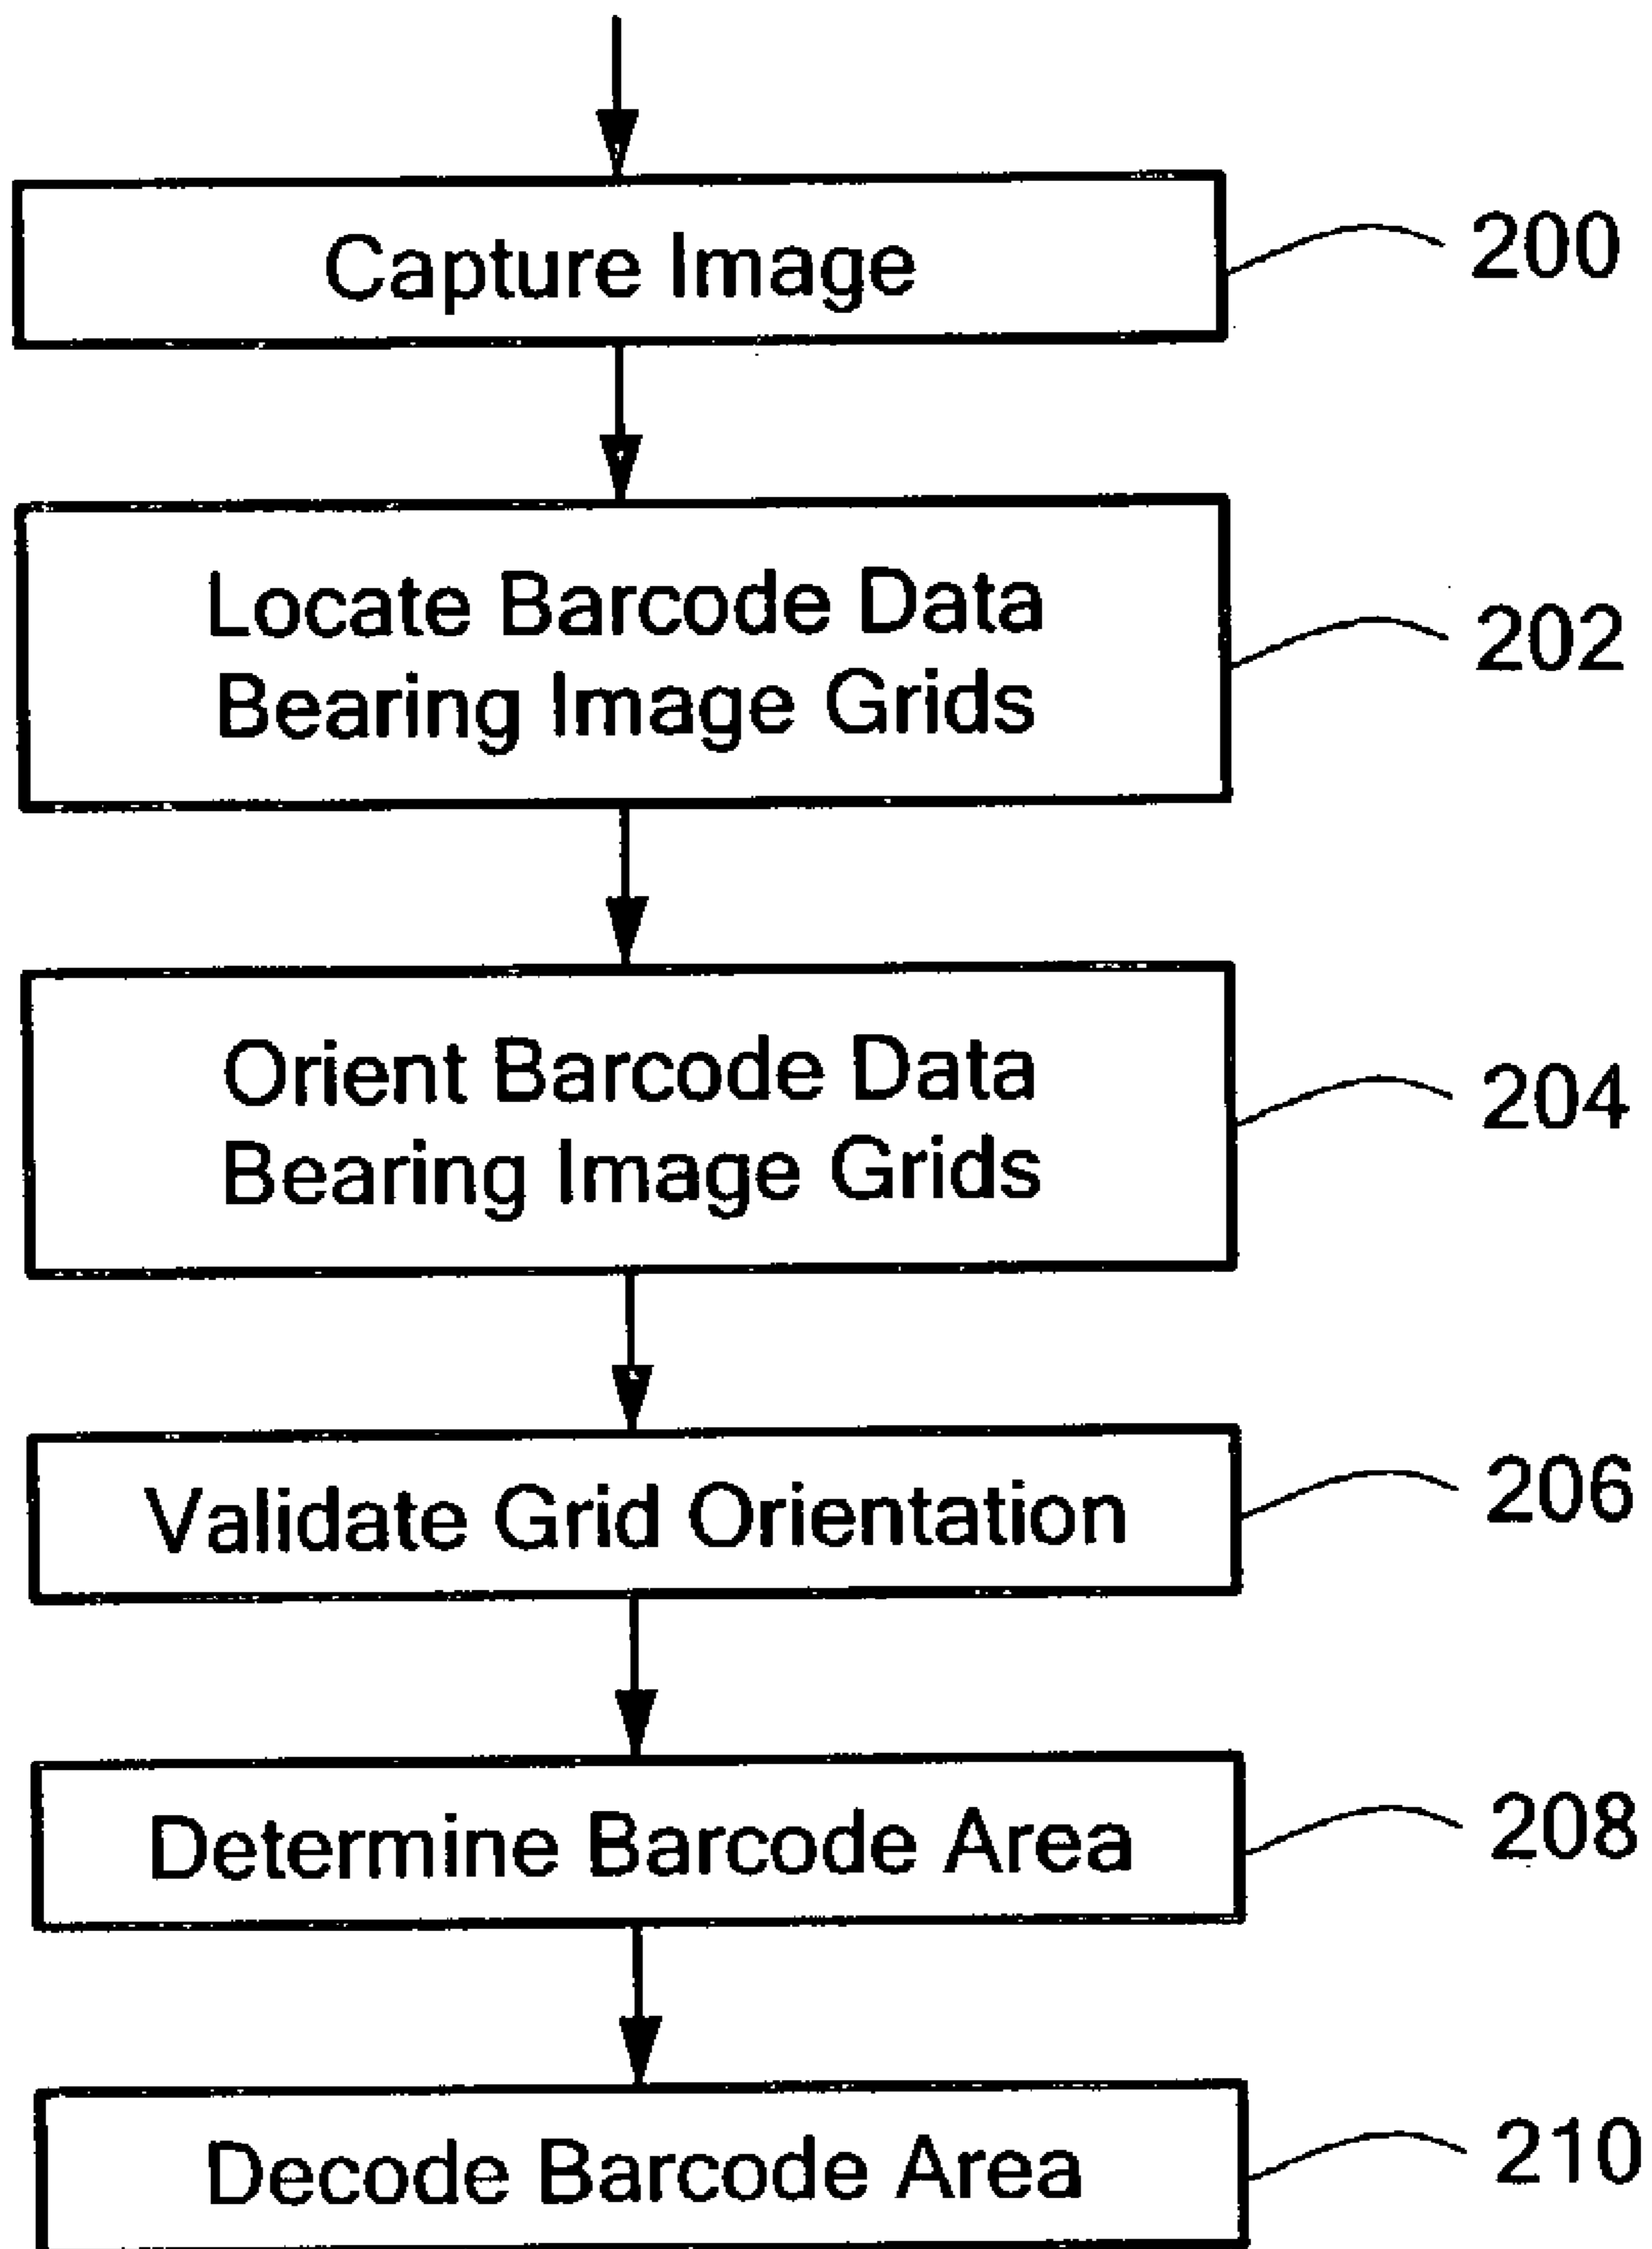 Capture Image
200
Locate Barcode Data
Bearing Image Grids
202
Orient Barcode Data
Bearing Image Grids
204
Validate Grid Orientation
206
Determine Barcode Area
208
Decode Barcode Area
210